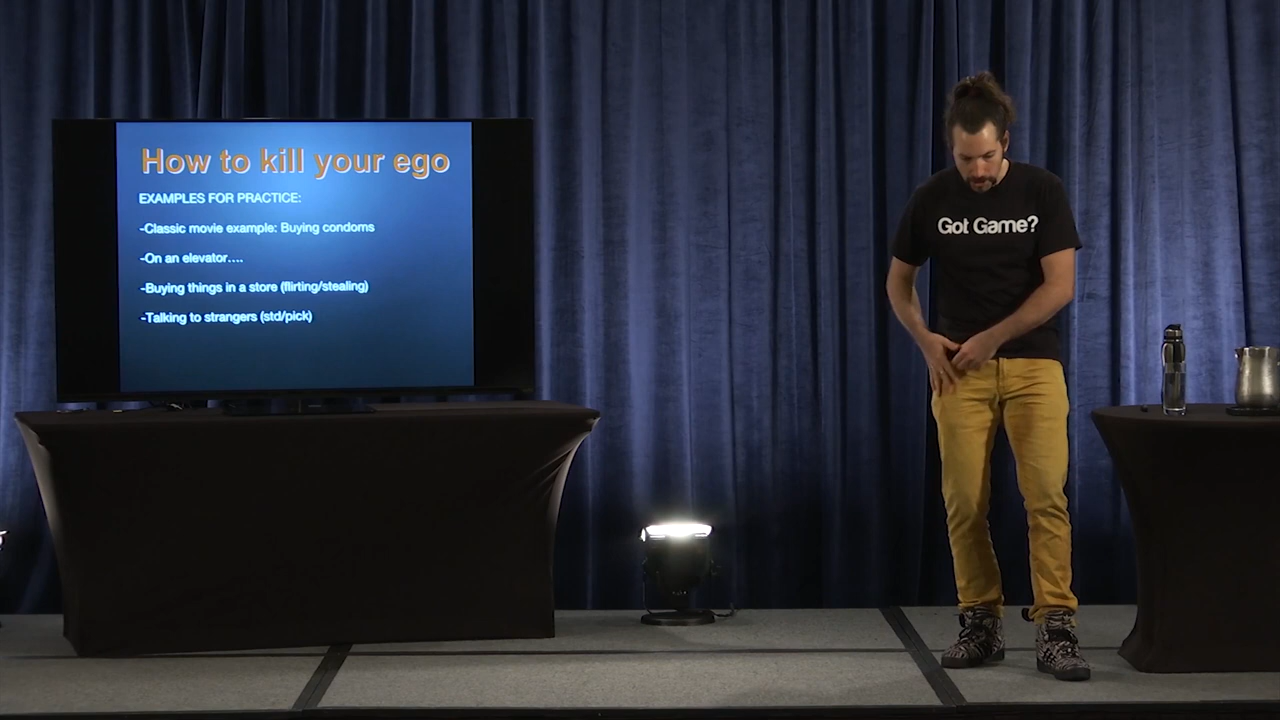 How to kill your ego
EXAMPLES FOR PRACTICE:
-Classic movie example: Buying condoms
-On an elevator....
-Buying things in a store (flirting/stealing)
-Talking to strangers (std/pick)
Got Game?